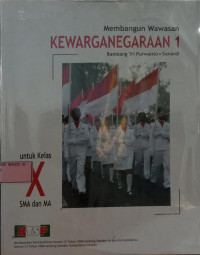 Membangun Wawasan
KEWARGANEGARAAN 1
Bambang Tri Purwanto • Sunardi
untuk Kelas
X
SMA dan MA